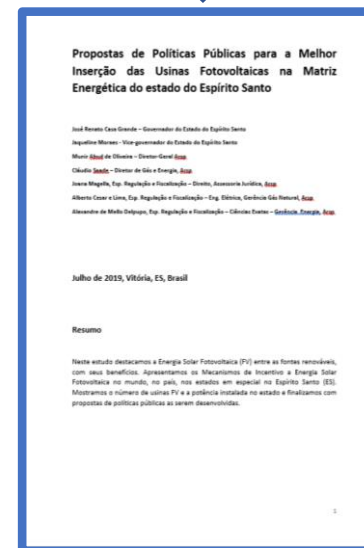 Propostas de Políticas Públicas para a Melhor
Inserção das Usinas Fotovoltaicas na Matriz
Energética do estado do Espírito Santo
José Renato Casa Grande – Governador do Estado do Espírito Santo
Jaqueline Moraes - Vice-governador do Estado do Espírito Santo
Munir Abud de Oliveira – Diretor-Geral Arsp
Cláudio Saade – Diretor de Gás e Energia, Arsp
Joana Magella, Esp. Regulação e Fiscalização – Direito, Assessoria Jurídica, Arsp
Alberto Cezar e Lima, Esp. Regulação e Fiscalização – Eng. Elétrica, Gerência Gás Natural, Arsp
Alexandre de Mello Delpupo, Esp. Regulação e Fiscalização – Ciências Exatas – Gerência Energia, Arsp
Julho de 2019, Vitória, ES, Brasil
Resumo
Neste estudo destacamos a Energia Solar Fotovoltaica (FV) entre as fontes renováveis,
com seus benefícios. Apresentamos os Mecanismos de Incentivo a Energia Solar
Fotovoltaica no mundo, no país, nos estados em especial no Espírito Santo (ES).
Mostramos o número de usinas FV e a potência instalada no estado e finalizamos com
propostas de políticas públicas as serem desenvolvidas.